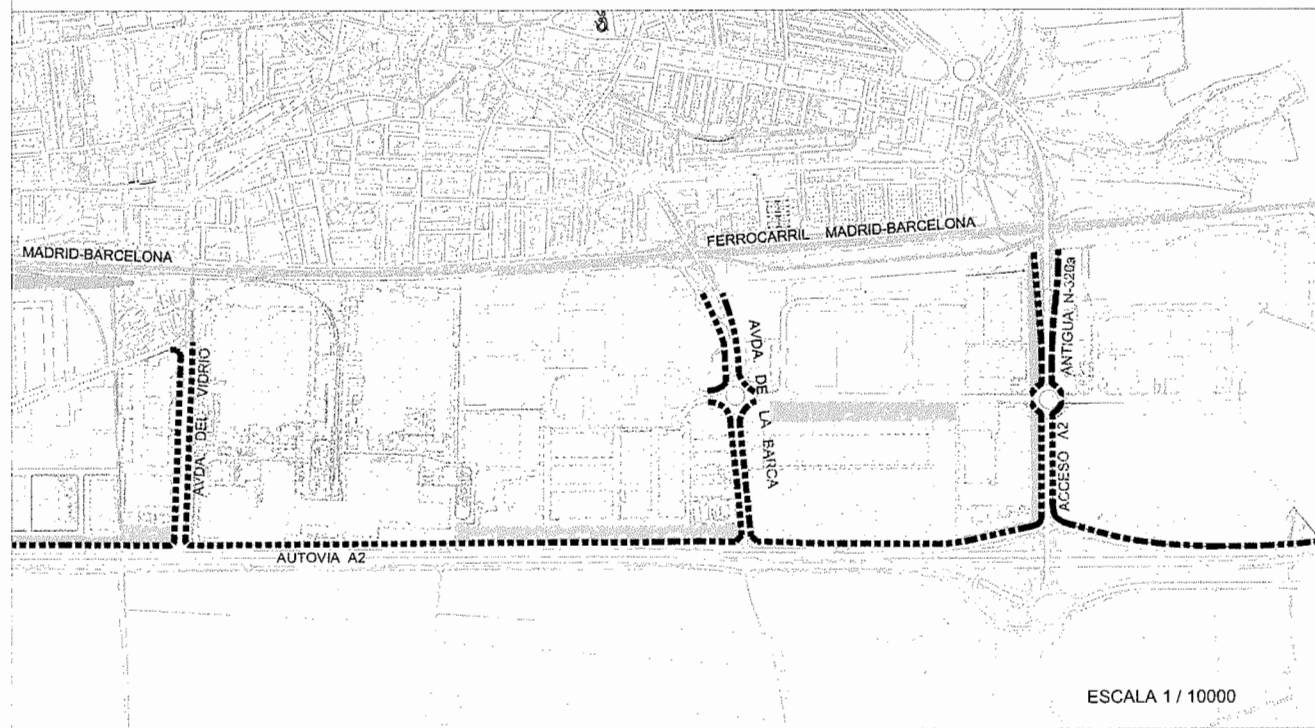 MADRID-BARCELONA
FERROCARRIL MADRID-BARCELONA
AVDA DEL VIDRIO
AVDA DE LA BARCA
ANTIGUA N-320a
ACCESO A2
AUTOVIA A2
ESCALA 1 / 10000